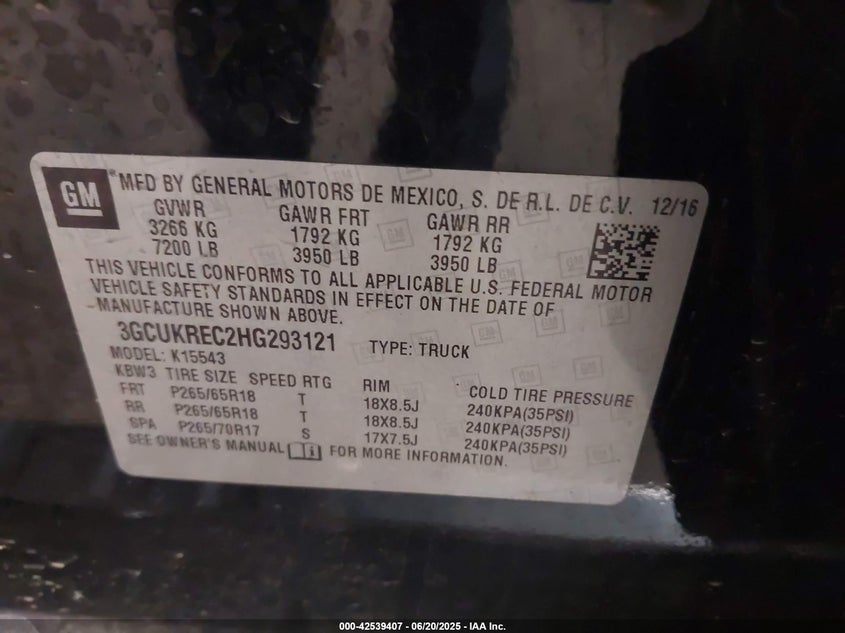 GM
MFD BY GENERAL MOTORS DE MEXICO, S. DE R.L. DE C.V. 12/16
GVWR GAWR FRT GAWR RR
3266 KG 1792 KG 1792 KG
7200 LB 3950 LB 3950 LB
THIS VEHICLE CONFORMS TO ALL APPLICABLE U.S. FEDERAL MOTOR
VEHICLE SAFETY STANDARDS IN EFFECT ON THE DATE OF
MANUFACTURE SHOWN ABOVE.
3GCUKREC2HG293121 TYPE: TRUCK
MODEL: K15543
KBW3 TIRE SIZE SPEED RTG RIM COLD TIRE PRESSURE
FRT P265/65R18 T 18X8.5J 240KPA(35PSI)
RR P265/65R18 T 18X8.5J 240KPA(35PSI)
SPA P265/70R17 S 17X7.5J 240KPA(35PSI)
SEE OWNER'S MANUAL FOR MORE INFORMATION.
000-42539407 - 06/20/2025 - IAA Inc.